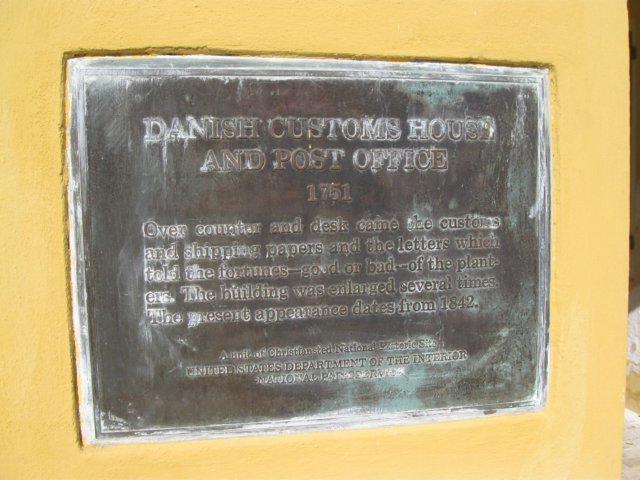 DANISH CUSTOMS HOUSE
AND POST OFFICE
1751
Over counter and desk came the customs
and shipping papers and the letters which
told the fortunes—good or bad—of the plant-
ers. The building was enlarged several times.
The present appearance dates from 1842.
A unit of Christiansted National Historic Site
UNITED STATES DEPARTMENT OF THE INTERIOR
NATIONAL PARK SERVICE